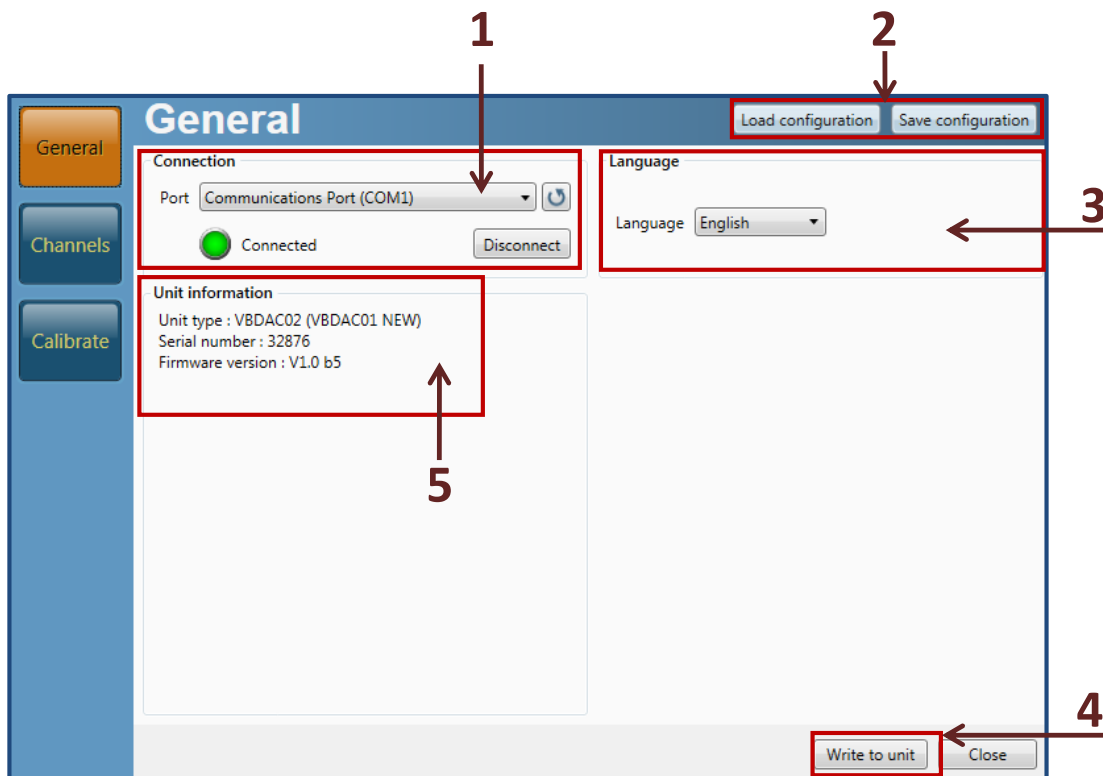 1
2
General
General
Load configuration
Save configuration
Connection
Port Communications Port (COM1)
Connected
Disconnect
Language
Language English
3
Channels
Unit information
Unit type : VBDAC02 (VBDAC01 NEW)
Serial number : 32876
Firmware version : V1.0 b5
Calibrate
5
4
Write to unit
Close